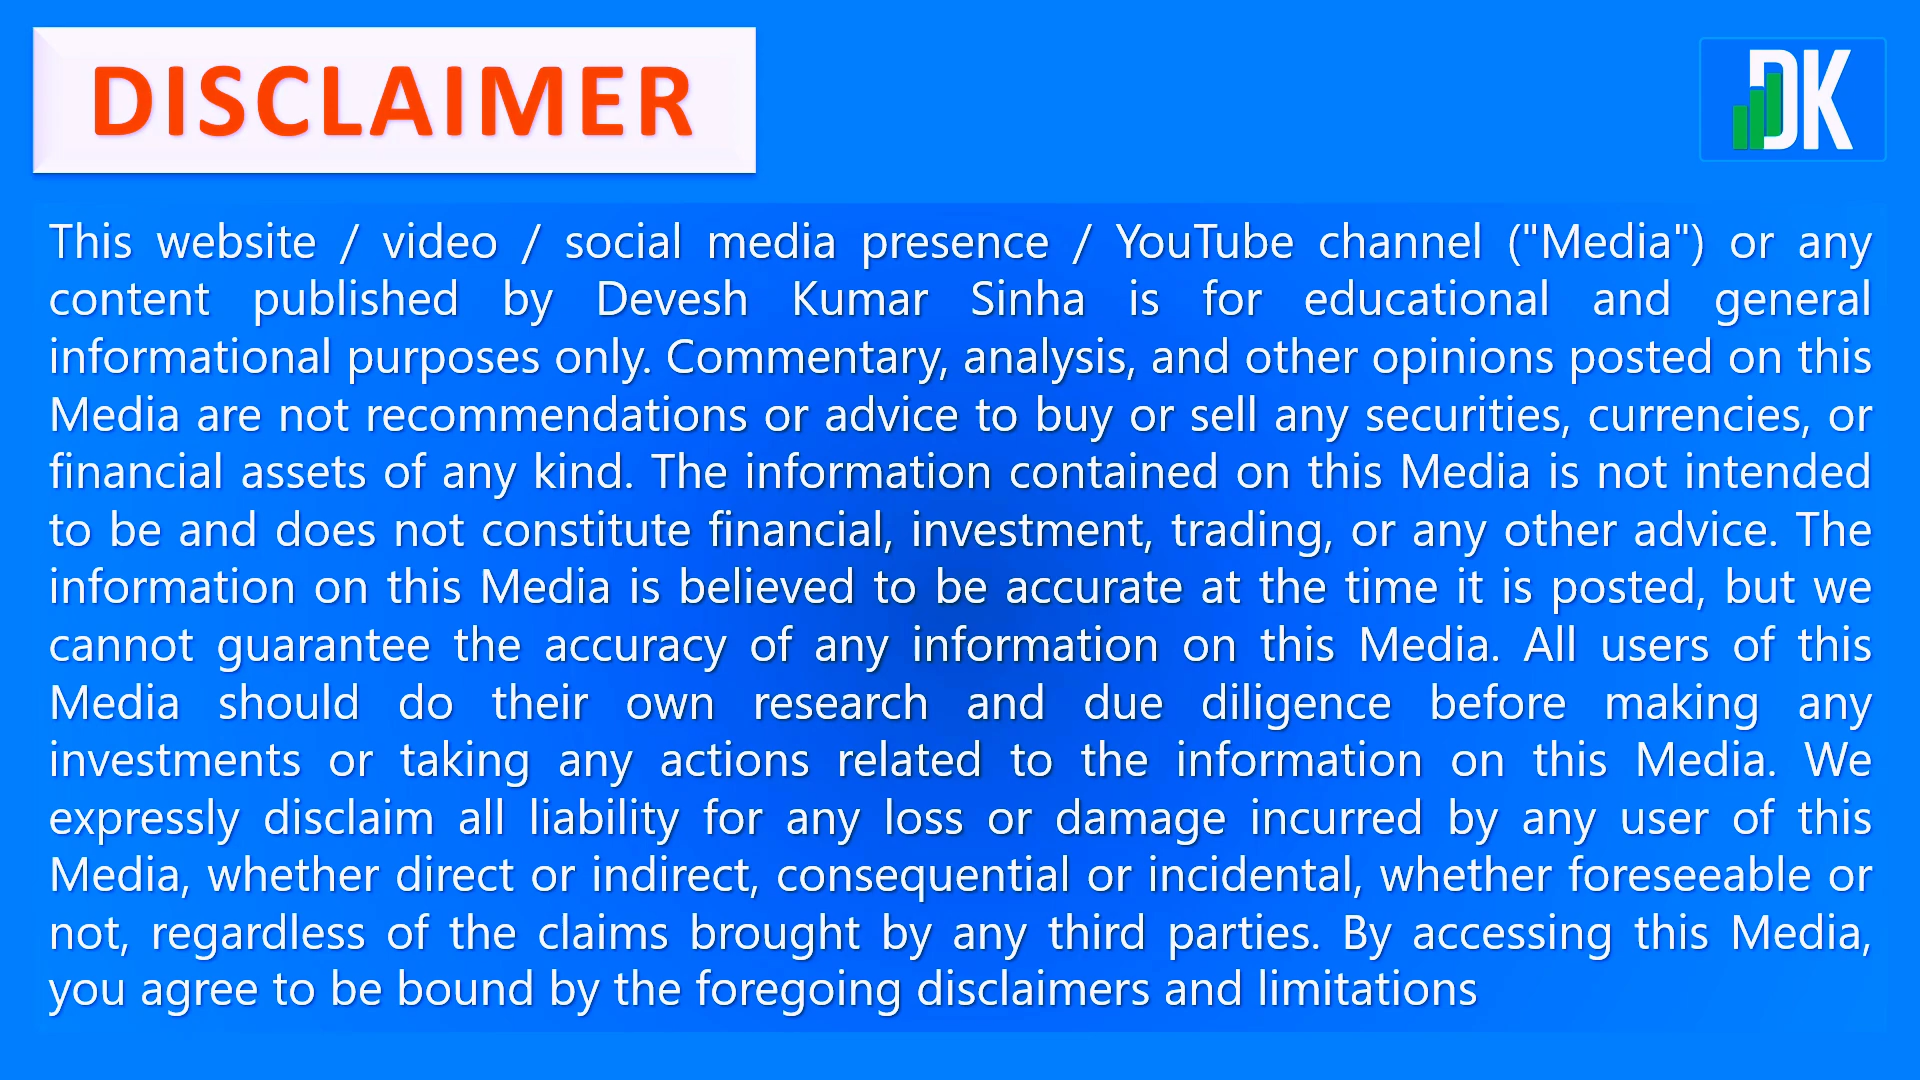 DISCLAIMER
DK
This website / video / social media presence / YouTube channel ("Media") or any
content published by Devesh Kumar Sinha is for educational and general
informational purposes only. Commentary, analysis, and other opinions posted on this
Media are not recommendations or advice to buy or sell any securities, currencies, or
financial assets of any kind. The information contained on this Media is not intended
to be and does not constitute financial, investment, trading, or any other advice. The
information on this Media is believed to be accurate at the time it is posted, but we
cannot guarantee the accuracy of any information on this Media. All users of this
Media should do their own research and due diligence before making any
investments or taking any actions related to the information on this Media. We
expressly disclaim all liability for any loss or damage incurred by any user of this
Media, whether direct or indirect, consequential or incidental, whether foreseeable or
not, regardless of the claims brought by any third parties. By accessing this Media,
you agree to be bound by the foregoing disclaimers and limitations